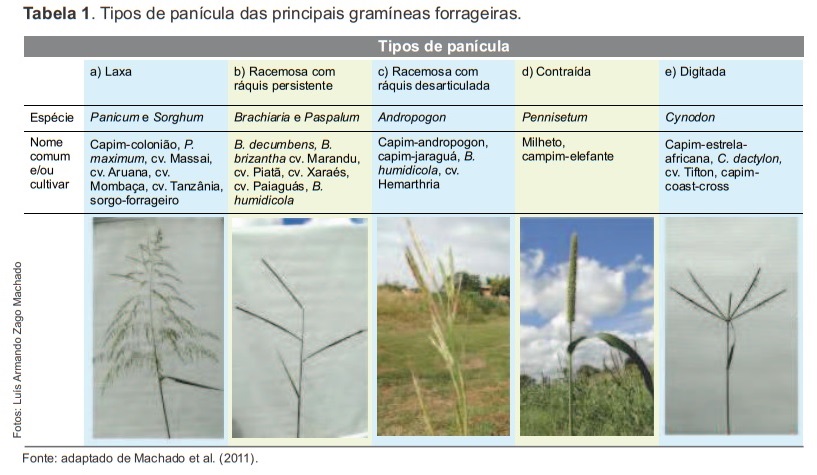 Tabela 1. Tipos de panícula das principais gramíneas forrageiras.
Tipos de panícula
a) Laxa
b) Racemosa com
ráquis persistente
c) Racemosa com
ráquis desarticulada
d) Contraída
e) Digitada
Espécie
Panicum e Sorghum
Brachiaria e Paspalum
Andropogon
Pennisetum
Cynodon
Nome
comum
e/ou
cultivar
Capim-colonião, P.
maximum, cv. Massai,
cv. Aruana, cv.
Mombaça, cv. Tanzânia,
sorgo-forrageiro
B. decumbens, B.
brizantha cv. Marandu,
cv. Piatã, cv. Xaraés,
cv. Paiaguás, B.
humidicola
Capim-andropogon,
capim-jaraguá, B.
humidicola, cv.
Hemarthria
Milheto,
campim-elefante
Capim-estrela-
africana, C. dactylon,
cv. Tifton, capim-
coast-cross
Fotos: Luís Armando Zago Machado
Fonte: adaptado de Machado et al. (2011).